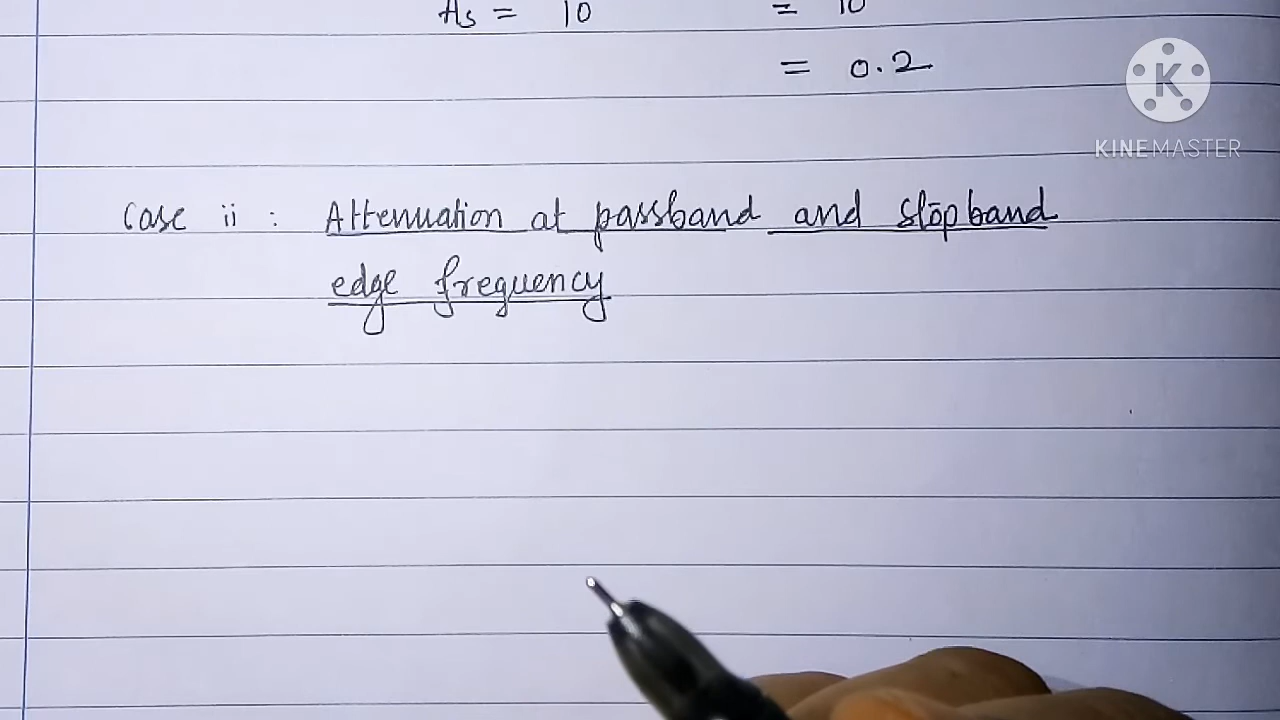 As = 10 = 10
= 0.2
K
KINEMASTER
Case ii : Attenuation at passband and stopband
edge frequency